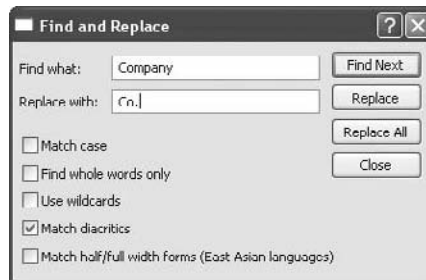 Find and Replace
Find what: Company
Find Next
Replace with: Co.
Replace
Replace All
Match case
Close
Find whole words only
Use wildcards
Match diacritics
Match half/full width forms (East Asian languages)